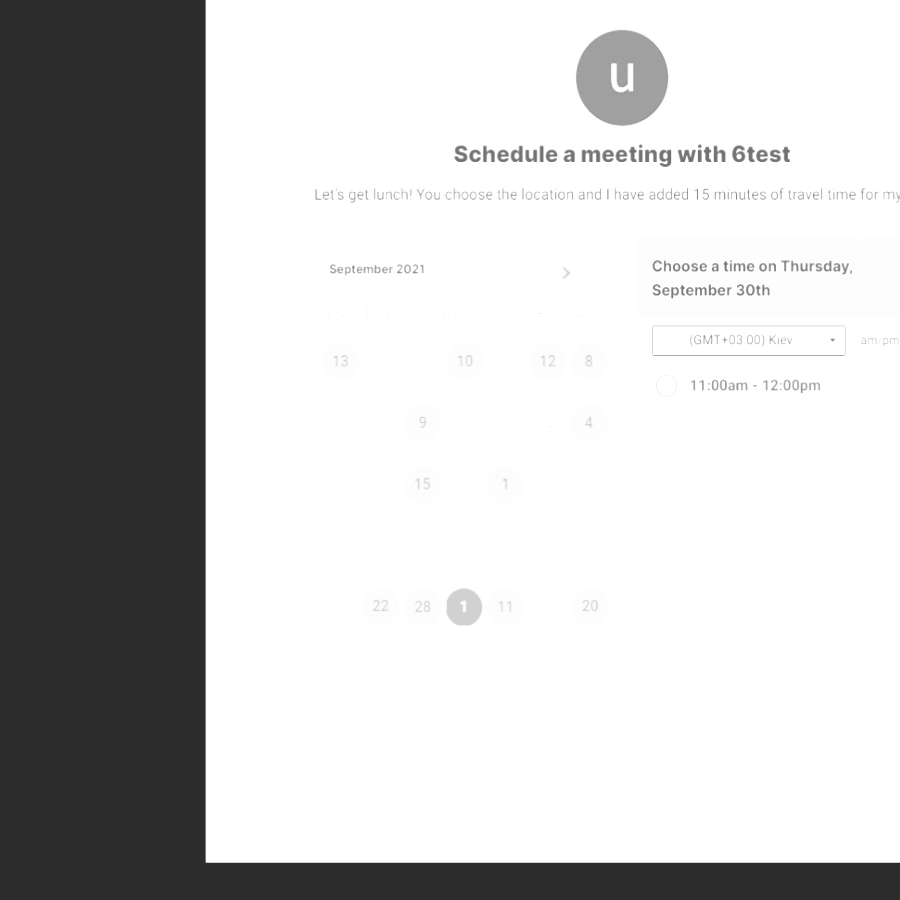 u
Schedule a meeting with 6test
Let's get lunch! You choose the location and I have added 15 minutes of travel time for my
September 2021
Choose a time on Thursday,
September 30th
(GMT+03:00) Kiev
am/pm
11:00am - 12:00pm
13 10 12 8
9 4
15 1
22 28 1 11 20